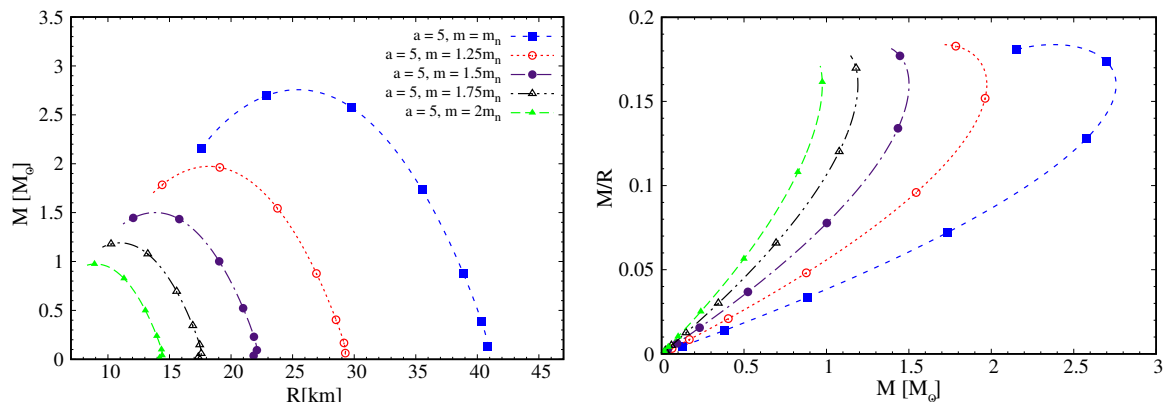 3.5
3
2.5
2
1.5
1
0.5
0
M [M⊙]
10 15 20 25 30 35 40 45
R[km]
a = 5, m = mₙ
a = 5, m = 1.25mₙ
a = 5, m = 1.5mₙ
a = 5, m = 1.75mₙ
a = 5, m = 2mₙ
0.2
0.15
0.1
0.05
0
M/R
0 0.5 1 1.5 2 2.5 3
M [M⊙]